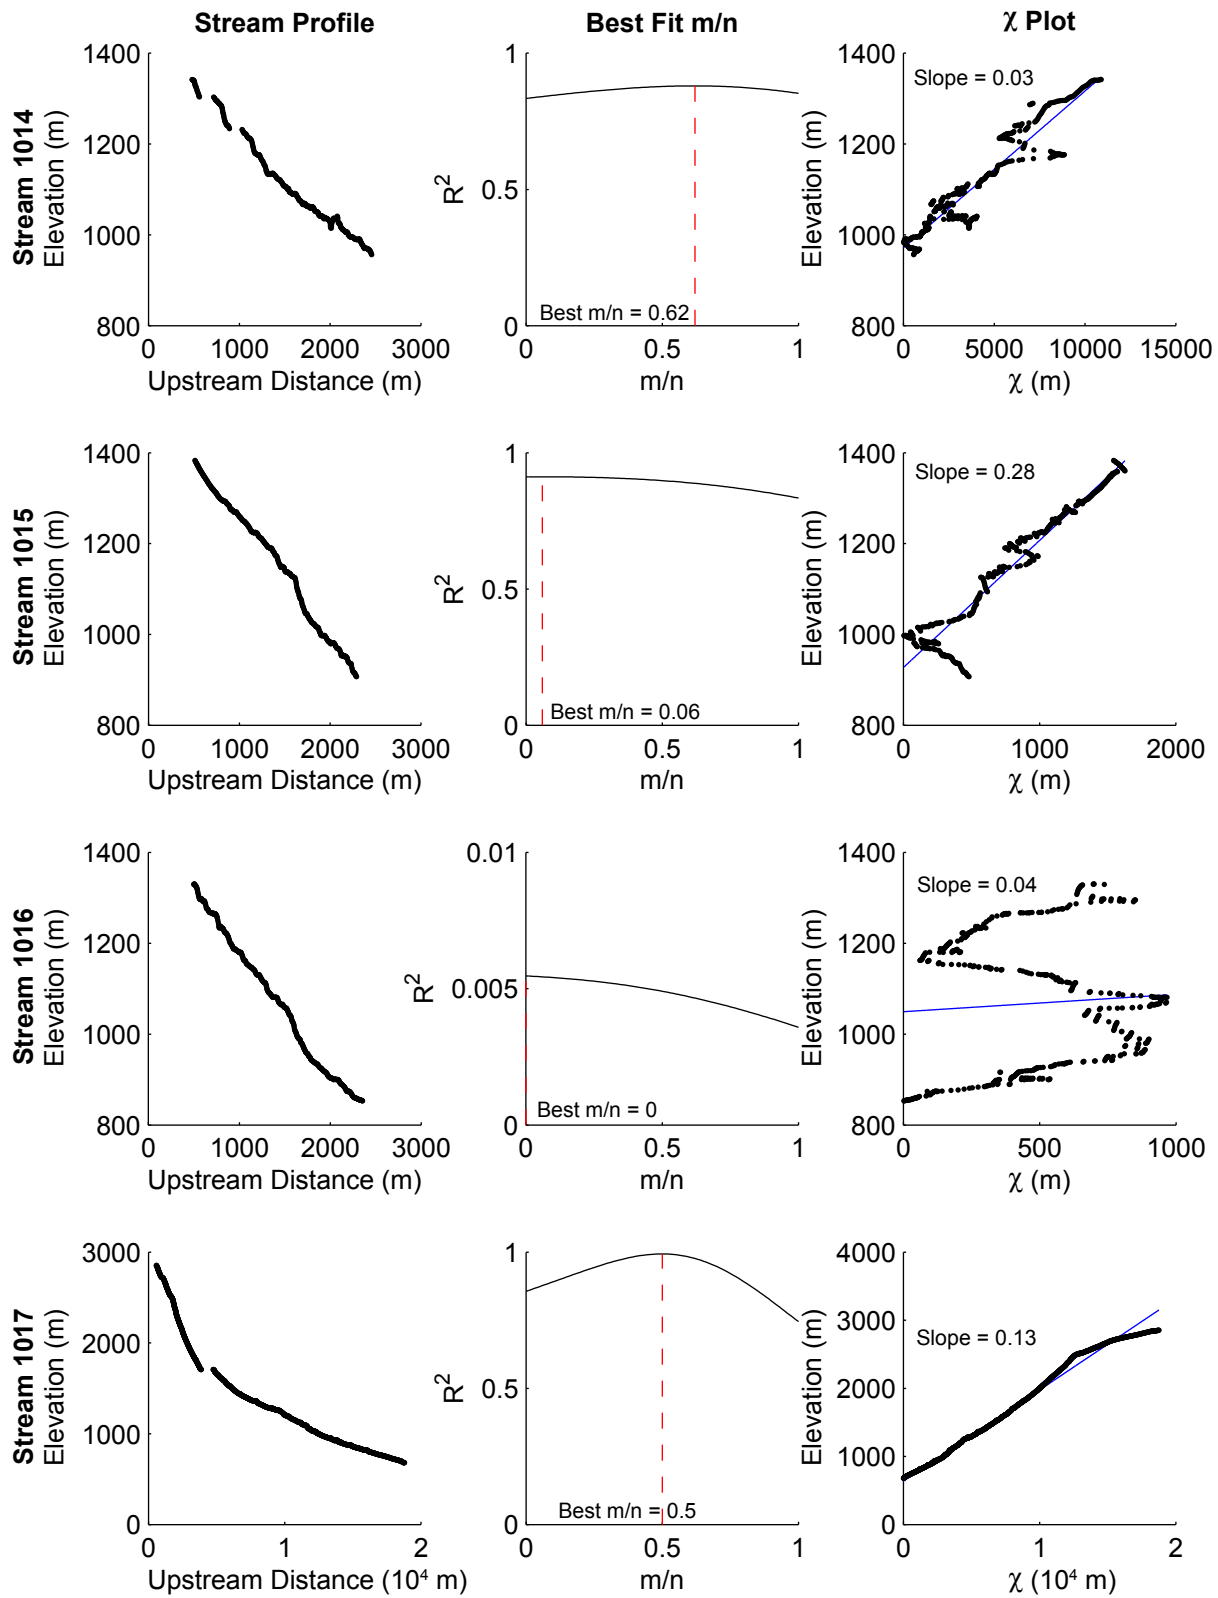 Stream Profile
Best Fit m/n
χ Plot
Stream 1014
Elevation (m)
1400
1200
1000
800
0 1000 2000 3000
Upstream Distance (m)
R²
1
0.5
0
Best m/n = 0.62
0 0.5 1
m/n
Elevation (m)
1400
1200
1000
800
Slope = 0.03
0 5000 10000 15000
χ (m)
Stream 1015
Elevation (m)
1400
1200
1000
800
0 1000 2000 3000
Upstream Distance (m)
R²
1
0.5
0
Best m/n = 0.06
0 0.5 1
m/n
Elevation (m)
1400
1200
1000
800
Slope = 0.28
0 1000 2000
χ (m)
Stream 1016
Elevation (m)
1400
1200
1000
800
0 1000 2000 3000
Upstream Distance (m)
R²
0.01
0.005
0
Best m/n = 0
0 0.5 1
m/n
Elevation (m)
1400
1200
1000
800
Slope = 0.04
0 500 1000
χ (m)
Stream 1017
Elevation (m)
3000
2000
1000
0
0 1 2
Upstream Distance (10⁴ m)
R²
1
0.5
0
Best m/n = 0.5
0 0.5 1
m/n
Elevation (m)
4000
3000
2000
1000
0
Slope = 0.13
0 1 2
χ (10⁴ m)